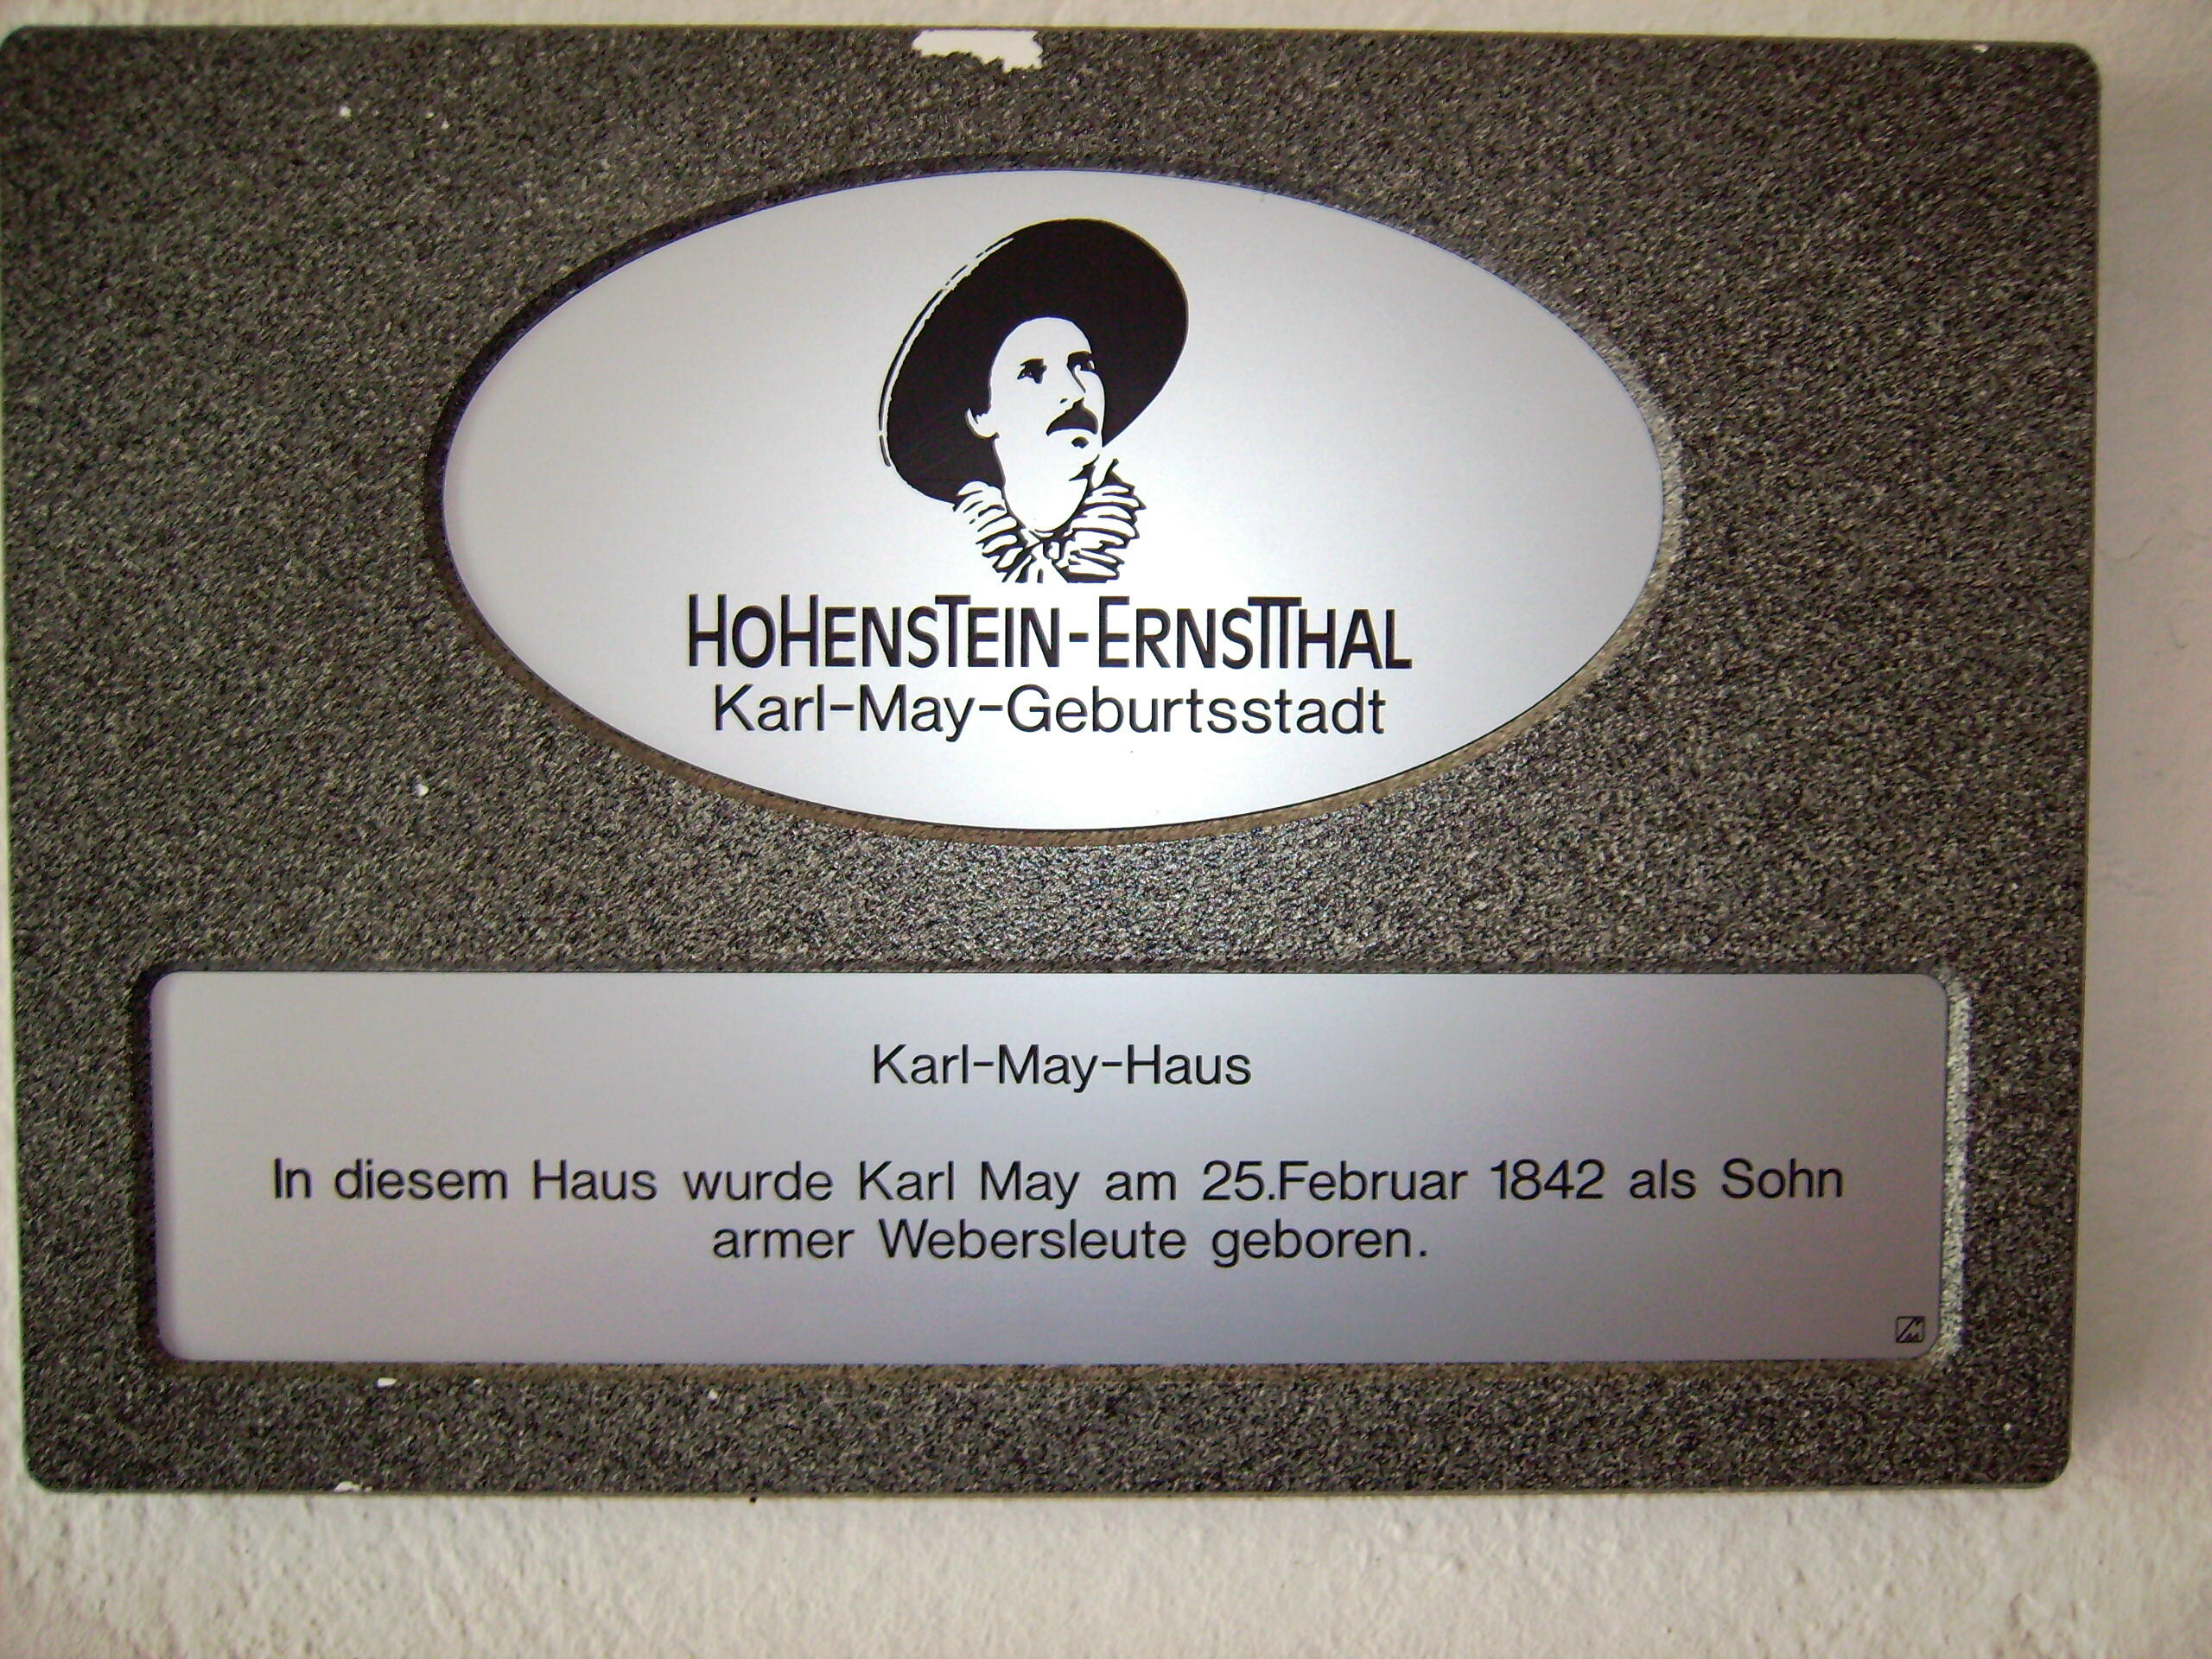 HOHENSTEIN-ERNSTTHAL
Karl-May-Geburtsstadt
Karl-May-Haus
In diesem Haus wurde Karl May am 25.Februar 1842 als Sohn
armer Webersleute geboren.